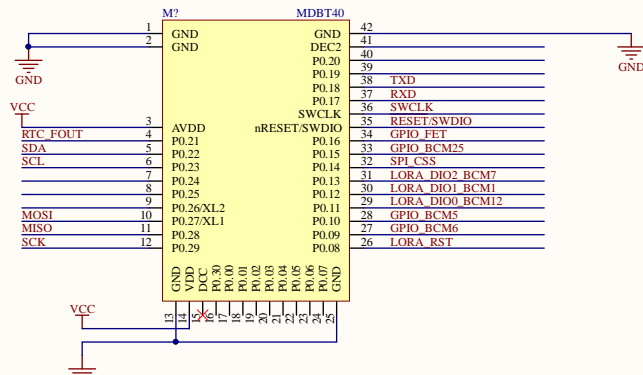 M? MDBT40
1 GND GND 42
2 GND DEC2 41
P0.20 40
GND P0.19 39 GND
P0.18 38 TXD
P0.17 37 RXD
VCC SWCLK 36 SWCLK
3 AVDD nRESET/SWDIO 35 RESET/SWDIO
RTC_FOUT 4 P0.21 P0.16 34 GPIO_FET
SDA 5 P0.22 P0.15 33 GPIO_BCM25
SCL 6 P0.23 P0.14 32 SPI_CSS
7 P0.24 P0.13 31 LORA_DIO2_BCM7
8 P0.25 P0.12 30 LORA_DIO1_BCM1
9 P0.26/XL2 P0.11 29 LORA_DIO0_BCM12
MOSI 10 P0.27/XL1 P0.10 28 GPIO_BCM5
MISO 11 P0.28 P0.09 27 GPIO_BCM6
SCK 12 P0.29 P0.08 26 LORA_RST
GND VDD DCC P0.30 P0.00 P0.01 P0.02 P0.03 P0.04 P0.05 P0.06 P0.07 GND
VCC
13 14 15 16 17 18 19 20 21 22 23 24 25